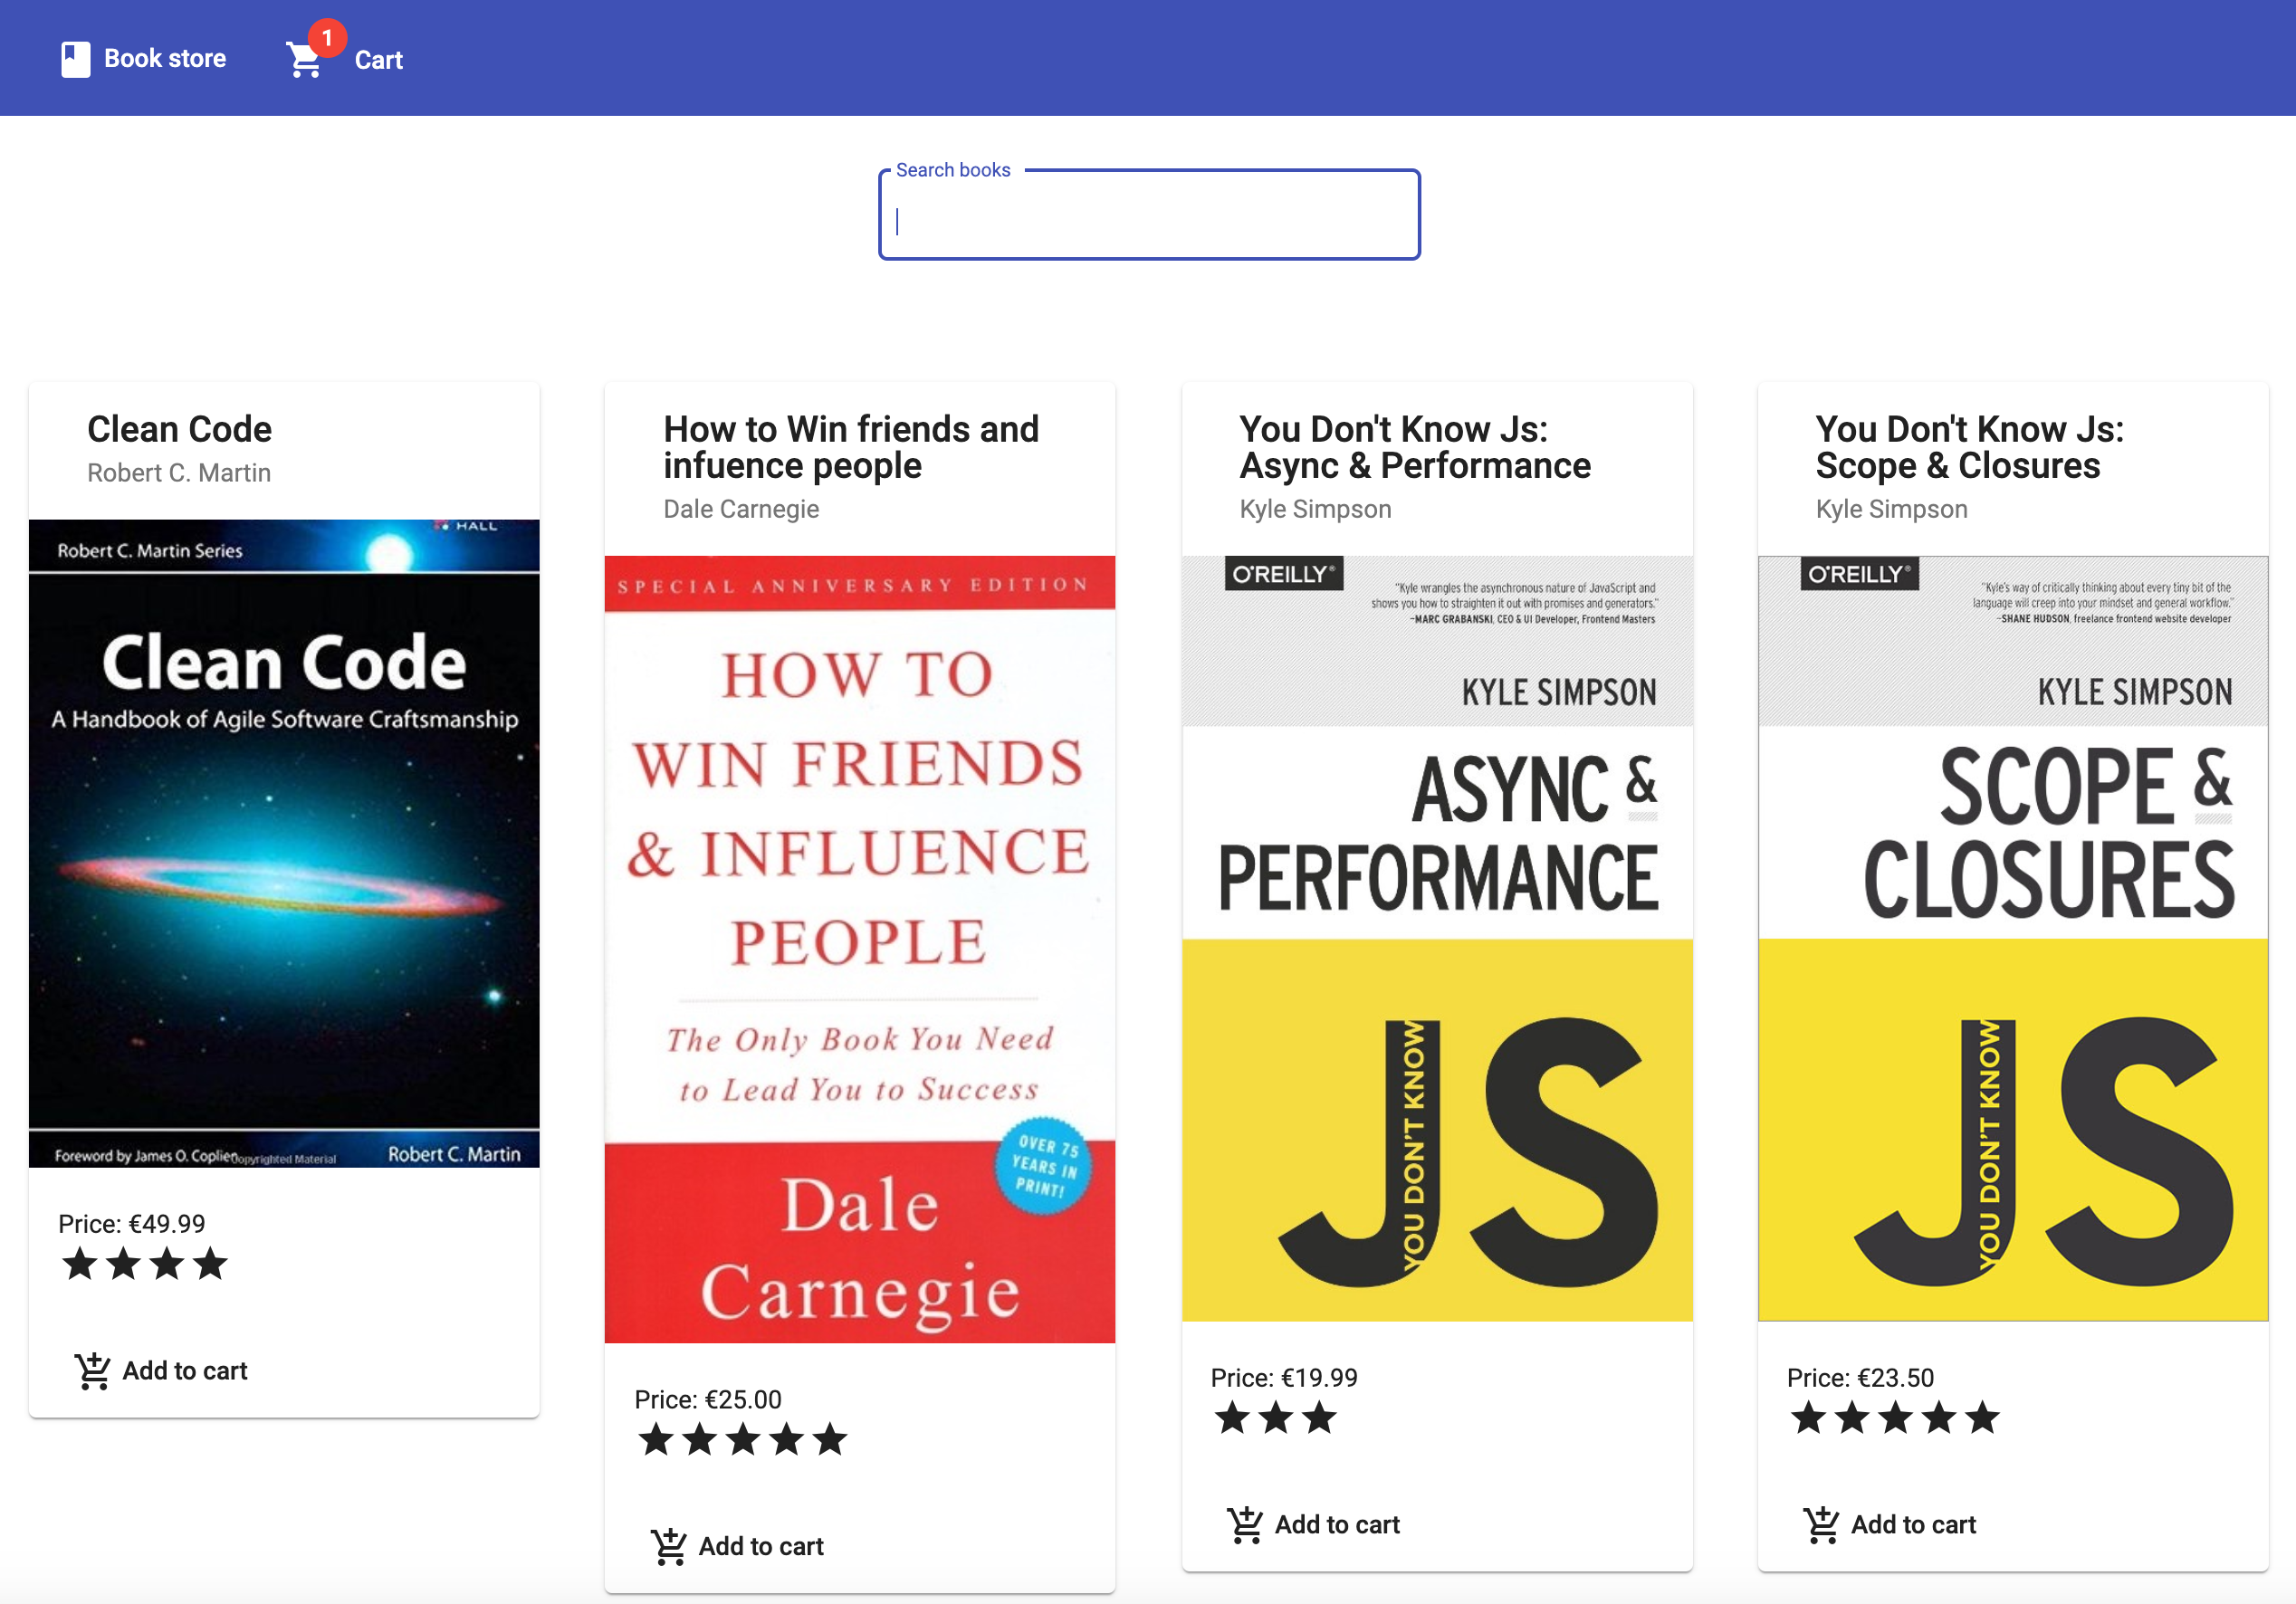 Book store
1
Cart
Search books
Clean Code
Robert C. Martin
HALL
Robert C. Martin Series
Clean Code
A Handbook of Agile Software Craftsmanship
Foreword by James O. Coplien
Copyrighted Material
Robert C. Martin
Price: €49.99
Add to cart
How to Win friends and
infuence people
Dale Carnegie
SPECIAL ANNIVERSARY EDITION
HOW TO
WIN FRIENDS
& INFLUENCE
PEOPLE
The Only Book You Need
to Lead You to Success
OVER 75
YEARS IN
PRINT!
Dale
Carnegie
Price: €25.00
Add to cart
You Don't Know Js:
Async & Performance
Kyle Simpson
O'REILLY®
"Kyle wrangles the asynchronous nature of JavaScript and
shows you how to straighten it out with promises and generators."
–MARC GRABANSKI, CEO & UI Developer, Frontend Masters
KYLE SIMPSON
ASYNC &
PERFORMANCE
YOU DON'T KNOW
JS
Price: €19.99
Add to cart
You Don't Know Js:
Scope & Closures
Kyle Simpson
O'REILLY®
"Kyle's way of critically thinking about every tiny bit of the
language will creep into your mindset and general workflow."
–SHANE HUDSON, freelance frontend website developer
KYLE SIMPSON
SCOPE &
CLOSURES
YOU DON'T KNOW
JS
Price: €23.50
Add to cart